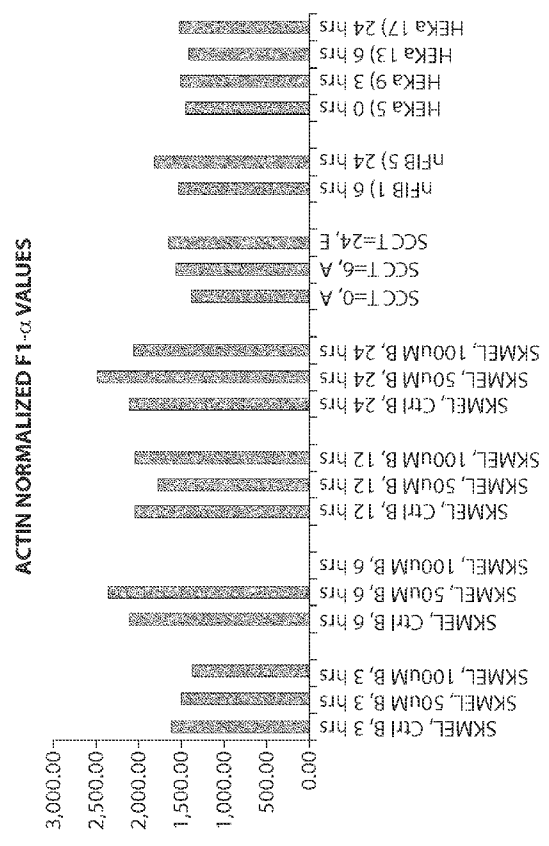 ACTIN NORMALIZED F1-α VALUES
3,000.00
2,500.00
2,000.00
1,500.00
1,000.00
500.00
0.00
SKMEL, Ctrl B, 3 hrs
SKMEL, 50uM B, 3 hrs
SKMEL, 100uM B, 3 hrs
SKMEL, Ctrl B, 6 hrs
SKMEL, 50uM B, 6 hrs
SKMEL, 100uM B, 6 hrs
SKMEL, Ctrl B, 12 hrs
SKMEL, 50uM B, 12 hrs
SKMEL, 100uM B, 12 hrs
SKMEL, Ctrl B, 24 hrs
SKMEL, 50uM B, 24 hrs
SKMEL, 100uM B, 24 hrs
SCC T=0, A
SCC T=6, A
SCC T=24, E
nFIB 1) 6 hrs
nFIB 5) 24 hrs
HEKa 5) 0 hrs
HEKa 9) 3 hrs
HEKa 13) 6 hrs
HEKa 17) 24 hrs